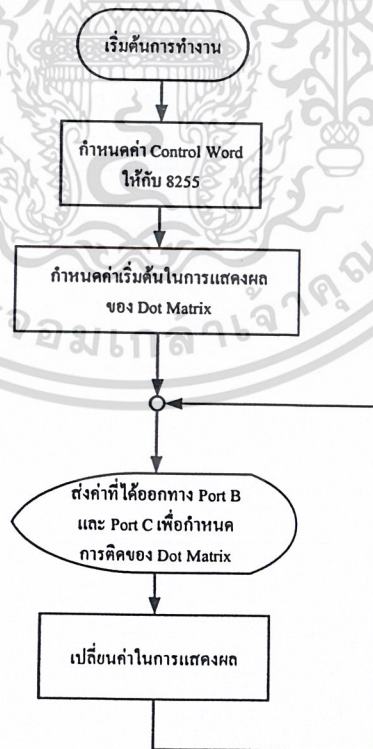 เริ่มต้นการทำงาน
กำหนดค่า Control Word
ให้กับ 8255
กำหนดค่าเริ่มต้นในการแสดงผล
ของ Dot Matrix
ส่งค่าที่ได้ออกทาง Port B
และ Port C เพื่อกำหนด
การติดของ Dot Matrix
เปลี่ยนค่าในการแสดงผล